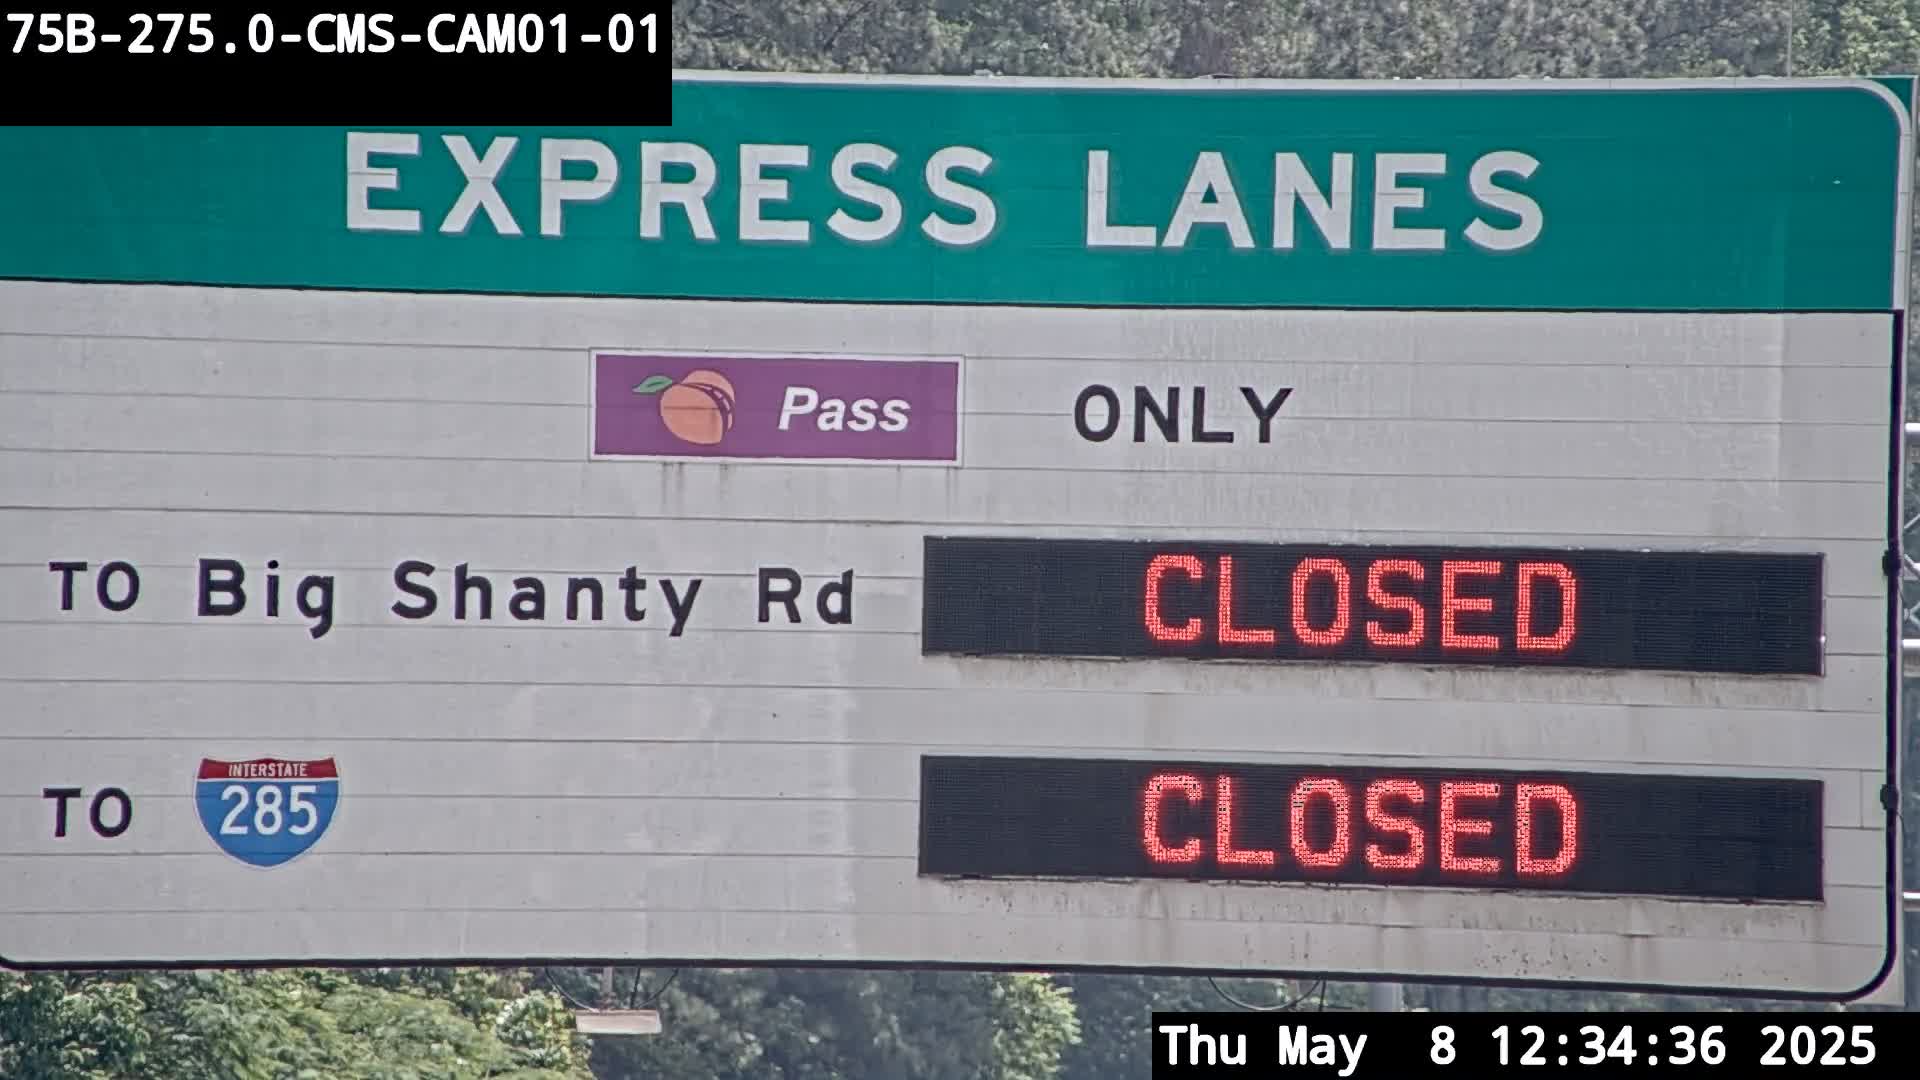 75B-275.0-CMS-CAM01-01
EXPRESS LANES
Pass ONLY
TO Big Shanty Rd CLOSED
INTERSTATE
TO 285 CLOSED
Thu May 8 12:34:36 2025